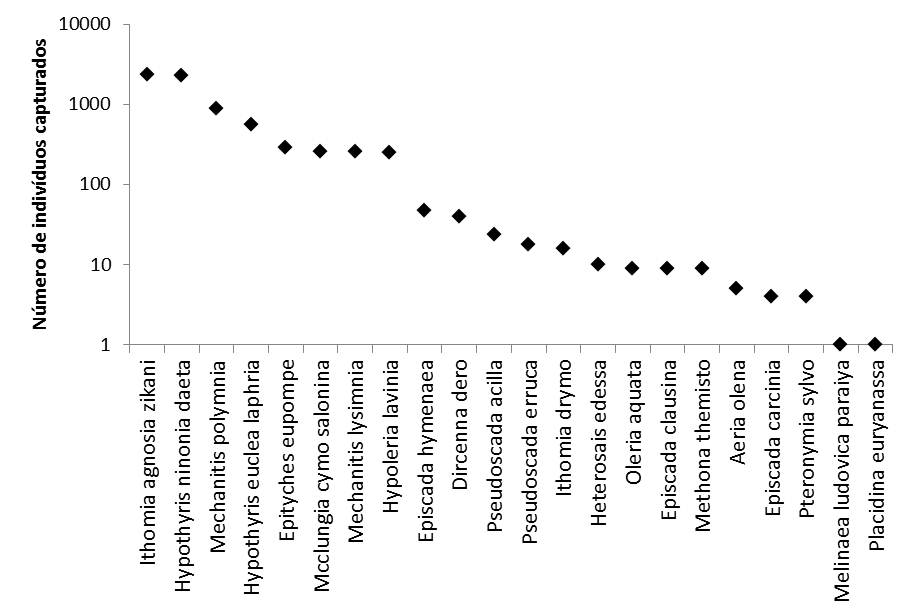 10000
1000
100
10
1
Número de indivíduos capturados
Ithomia agnosia zikani
Hypothyris ninonia daeta
Mechanitis polymnia
Hypothyris euclea laphria
Epityches eupompe
Mcclungia cymo salonina
Mechanitis lysimnia
Hypoleria lavinia
Episcada hymenaea
Dircenna dero
Pseudoscada acilla
Pseudoscada erruca
Ithomia drymo
Heterosais edessa
Oleria aquata
Episcada clausina
Methona themisto
Aeria olena
Episcada carcinia
Pteronymia sylvo
Melinaea ludovica paraiya
Placidina euryanassa